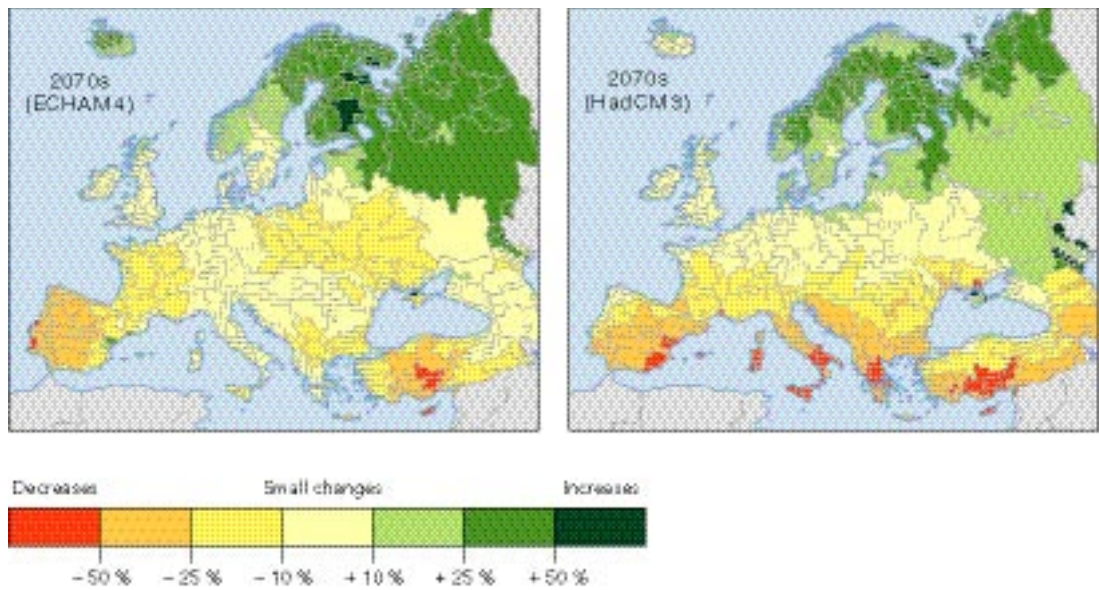 2070s
(ECHAM4)
2070s
(HadCM3)
Decreases Small changes Increases
– 50 % – 25 % – 10 % + 10 % + 25 % + 50 %